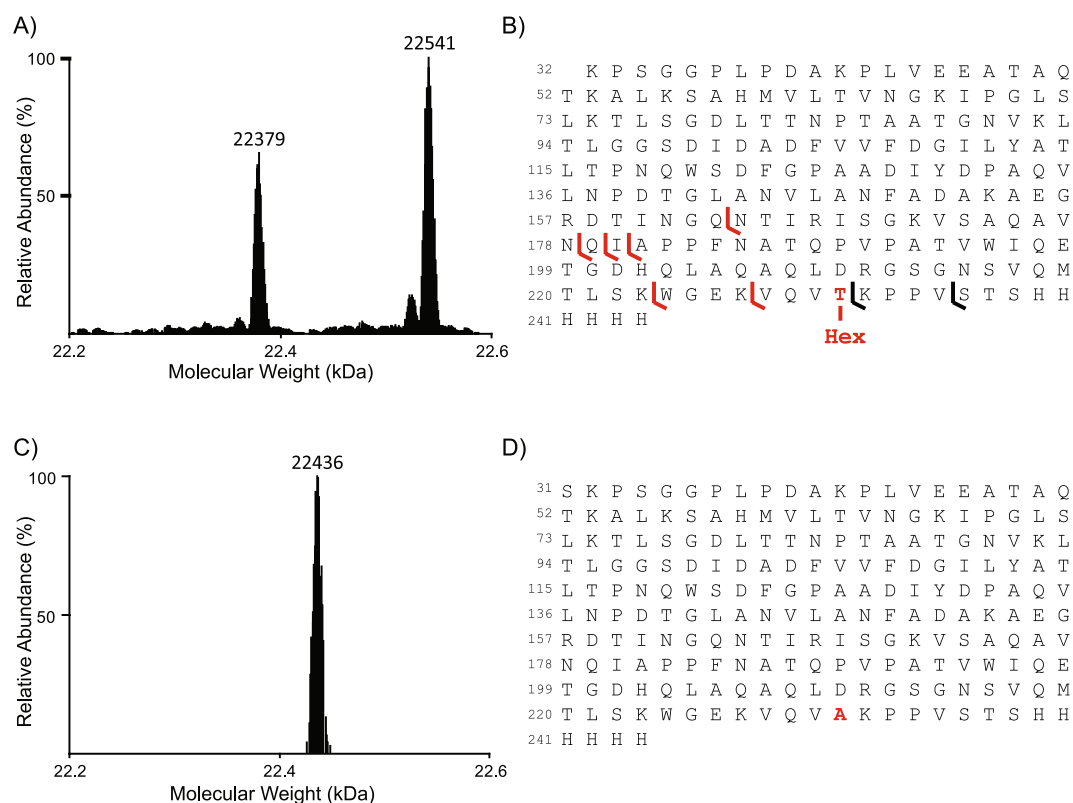 A)
22541
100
22379
50
Relative Abundance (%)
22.2 22.4 22.6
Molecular Weight (kDa)
B)
32 K P S G G P L P D A K P L V E E A T A Q
52 T K A L K S A H M V L T V N G K I P G L S
73 L K T L S G D L T T N P T A A T G N V K L
94 T L G G S D I D A D F V V F D G I L Y A T
115 L T P N Q W S D F G P A A D I Y D P A Q V
136 L N P D T G L A N V L A N F A D A K A E G
157 R D T I N G Q N T I R I S G K V S A Q A V
178 N Q I A P P F N A T Q P V P A T V W I Q E
199 T G D H Q L A Q A Q L D R G S G N S V Q M
220 T L S K W G E K V Q V T K P P V S T S H H
241 H H H H
Hex
C)
22436
100
50
Relative Abundance (%)
22.2 22.4 22.6
Molecular Weight (kDa)
D)
31 S K P S G G P L P D A K P L V E E A T A Q
52 T K A L K S A H M V L T V N G K I P G L S
73 L K T L S G D L T T N P T A A T G N V K L
94 T L G G S D I D A D F V V F D G I L Y A T
115 L T P N Q W S D F G P A A D I Y D P A Q V
136 L N P D T G L A N V L A N F A D A K A E G
157 R D T I N G Q N T I R I S G K V S A Q A V
178 N Q I A P P F N A T Q P V P A T V W I Q E
199 T G D H Q L A Q A Q L D R G S G N S V Q M
220 T L S K W G E K V Q V A K P P V S T S H H
241 H H H H